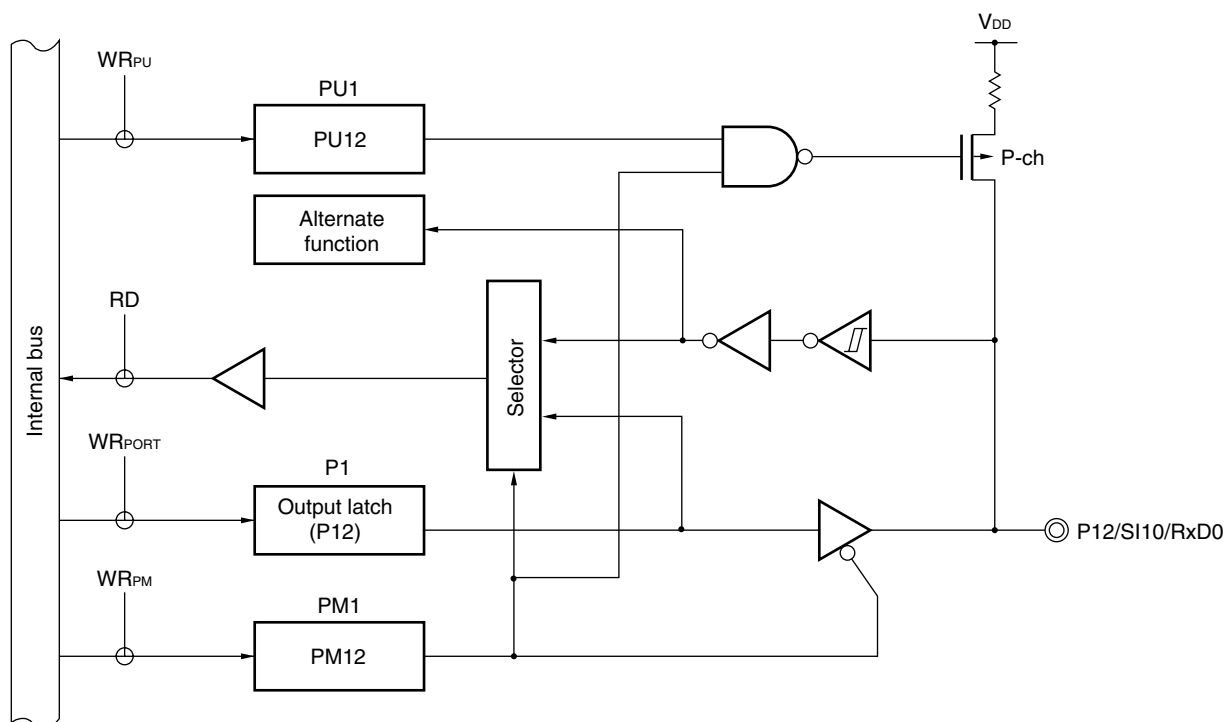 VDD
WRPU
PU1
PU12
P-ch
Alternate
function
RD
Internal bus
Selector
WRPORT
P1
Output latch
(P12)
P12/SI10/RxD0
WRPM
PM1
PM12